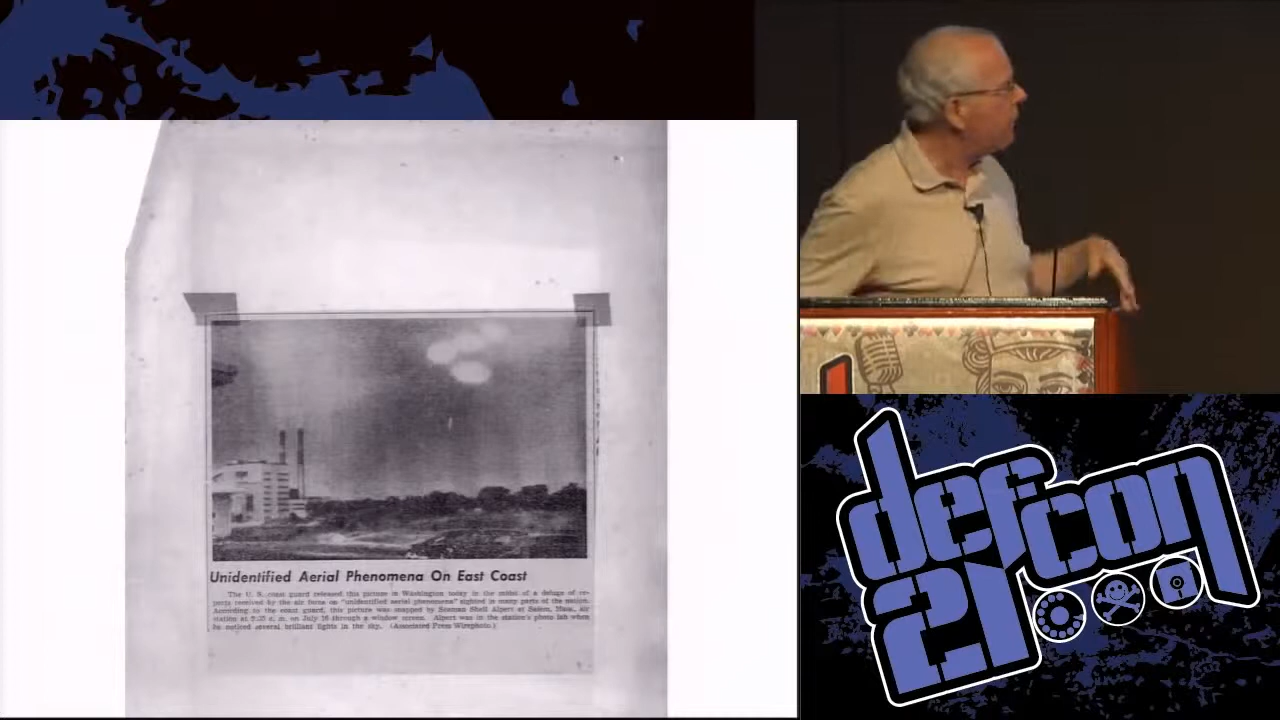 Unidentified Aerial Phenomena On East Coast
The U. S. coast guard released this picture in Washington today in the midst of a deluge of re-
ports received by the air force on "unidentified aerial phenomena" sighted in many parts of the nation.
According to the coast guard, this picture was snapped by Seaman Shell Alpert at Salem, Mass., air
station at 9:35 a. m. on July 16 through a window screen. Alpert was in the station's photo lab when
he noticed several brilliant lights in the sky. (Associated Press Wirephoto.)
defcon
21